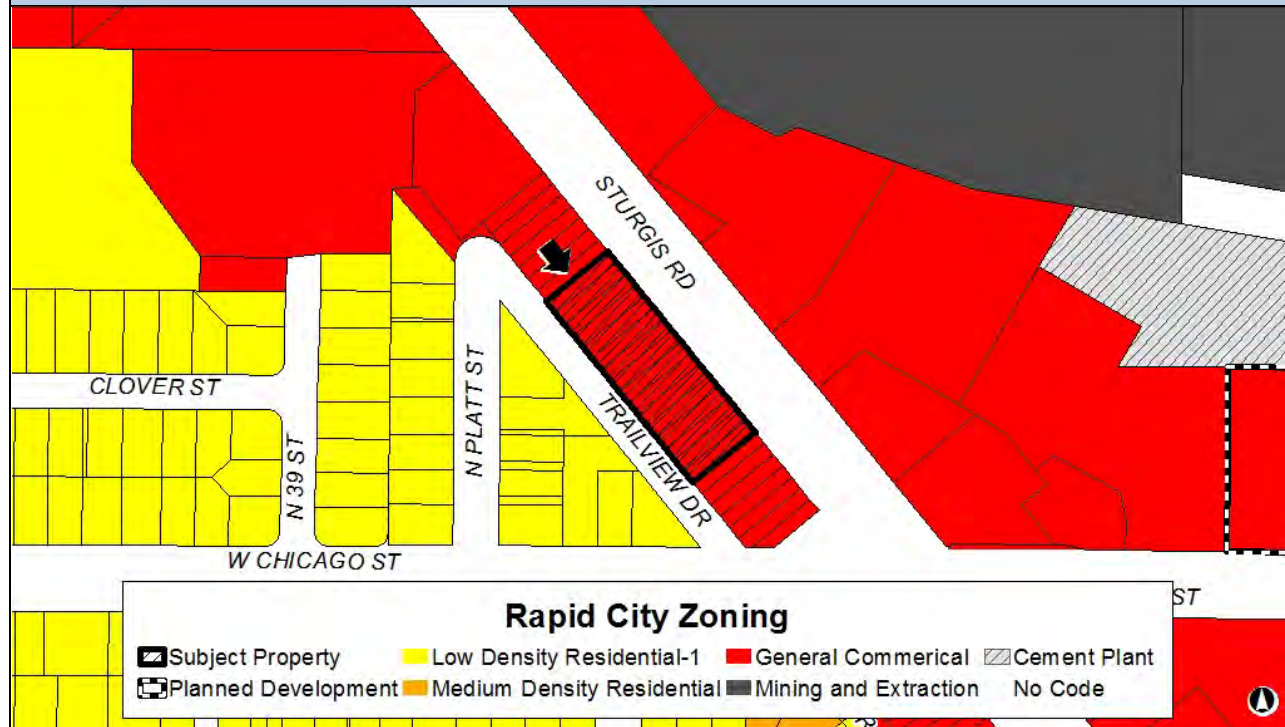 STURGIS RD
CLOVER ST
N 39 ST
N PLATT ST
TRAILVIEW DR
W CHICAGO ST
ST
Rapid City Zoning
Subject Property Low Density Residential-1 General Commerical Cement Plant
Planned Development Medium Density Residential Mining and Extraction No Code